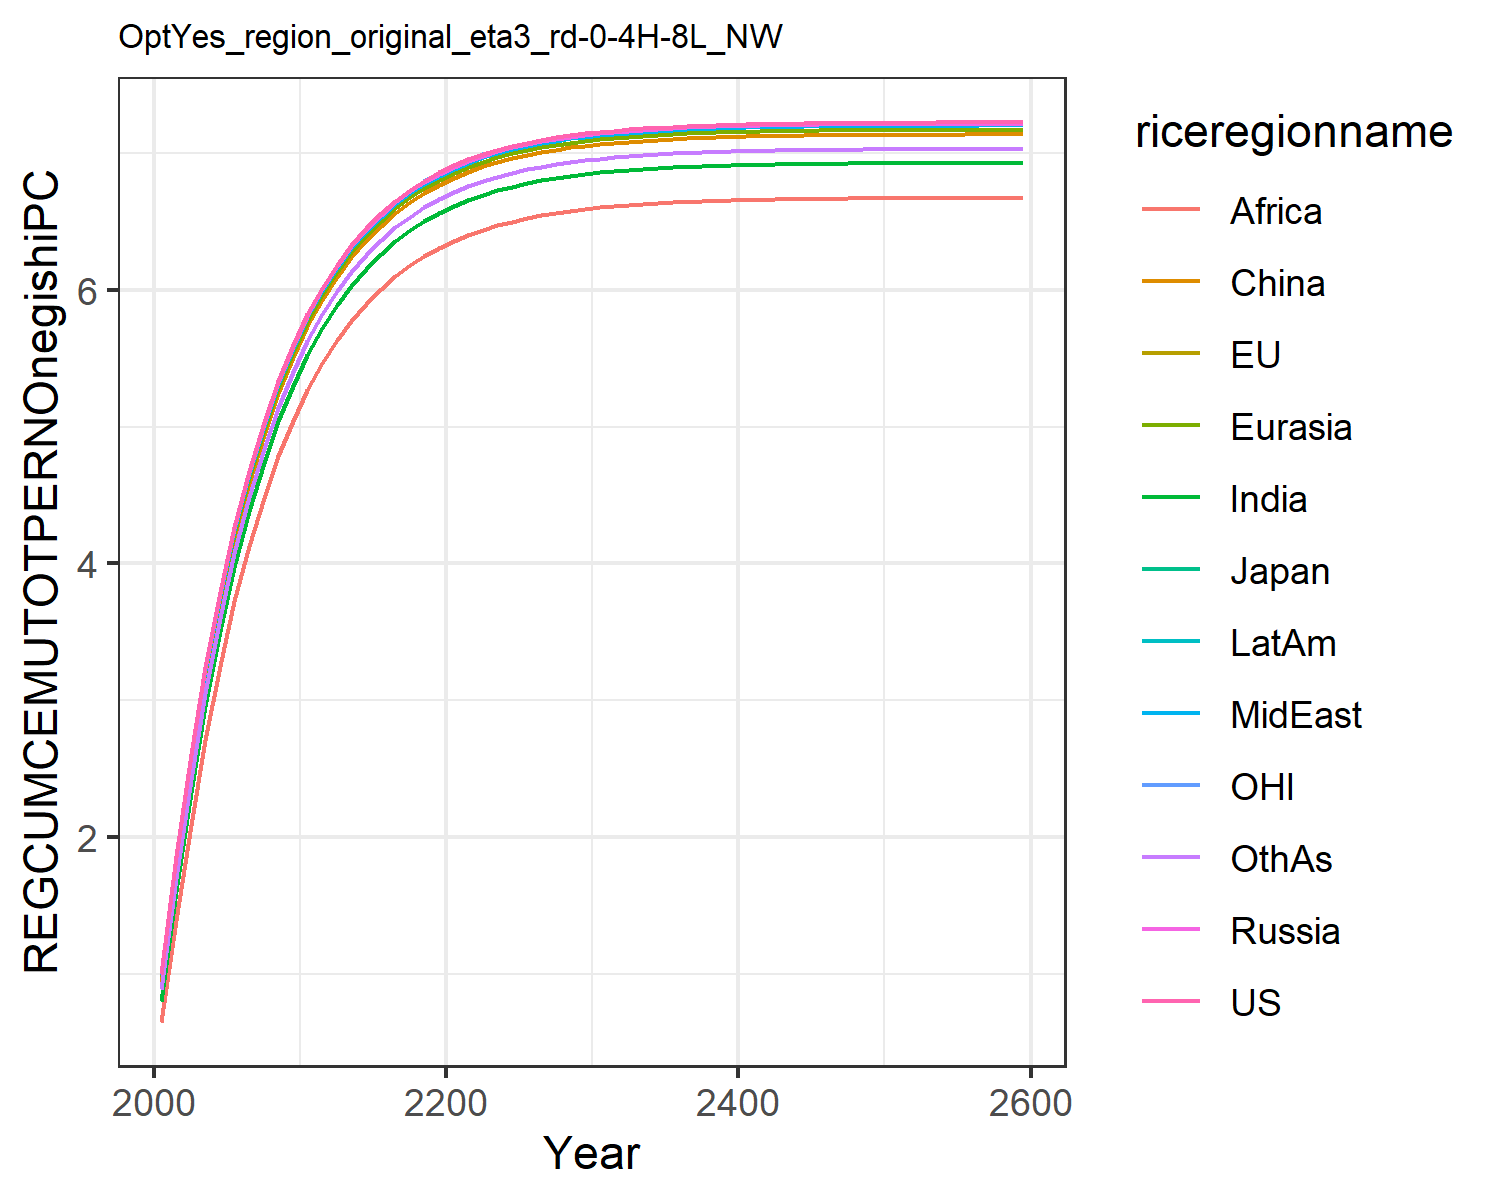 OptYes_region_original_eta3_rd-0-4H-8L_NW
REGCUMCEMUTOTPERNOnegishiPC
6
4
2
2000
2200
2400
2600
Year
riceregionname
Africa
China
EU
Eurasia
India
Japan
LatAm
MidEast
OHI
OthAs
Russia
US